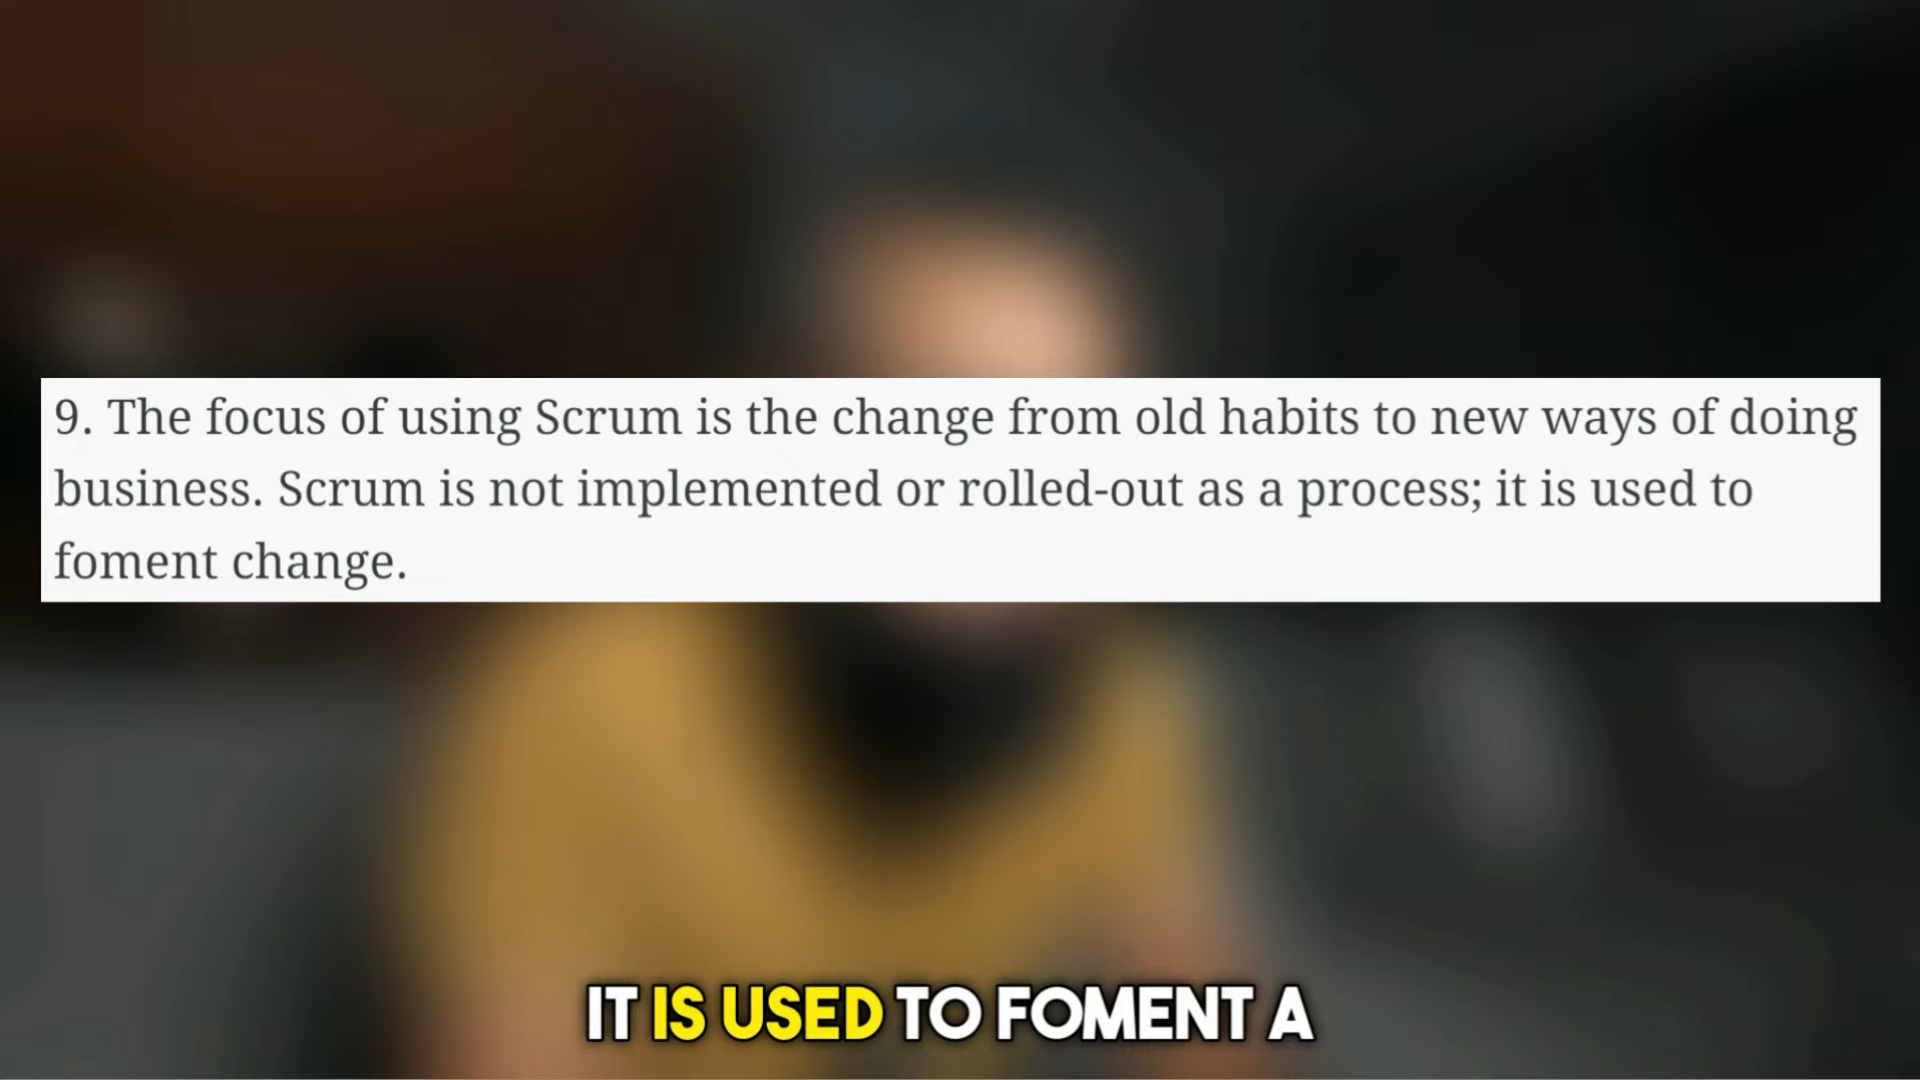 9. The focus of using Scrum is the change from old habits to new ways of doing
business. Scrum is not implemented or rolled-out as a process; it is used to
foment change.
IT IS USED TO FOMENT A